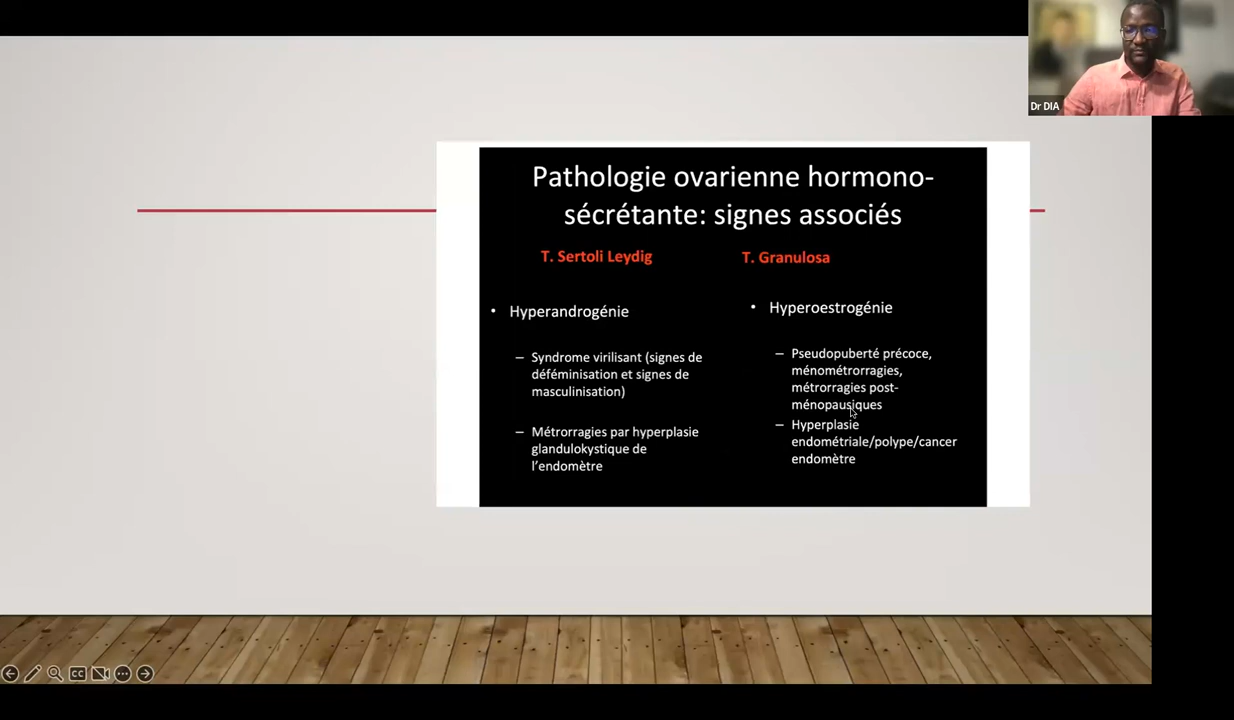 Dr DIA
Pathologie ovarienne hormono-
sécrétante: signes associés
T. Sertoli Leydig
T. Granulosa
• Hyperandrogénie
– Syndrome virilisant (signes de
déféminisation et signes de
masculinisation)
– Métrorragies par hyperplasie
glandulokystique de
l'endomètre
• Hyperoestrogénie
– Pseudopuberté précoce,
ménométrorragies,
métrorragies post-
ménopausiques
– Hyperplasie
endométriale/polype/cancer
endomètre
CC